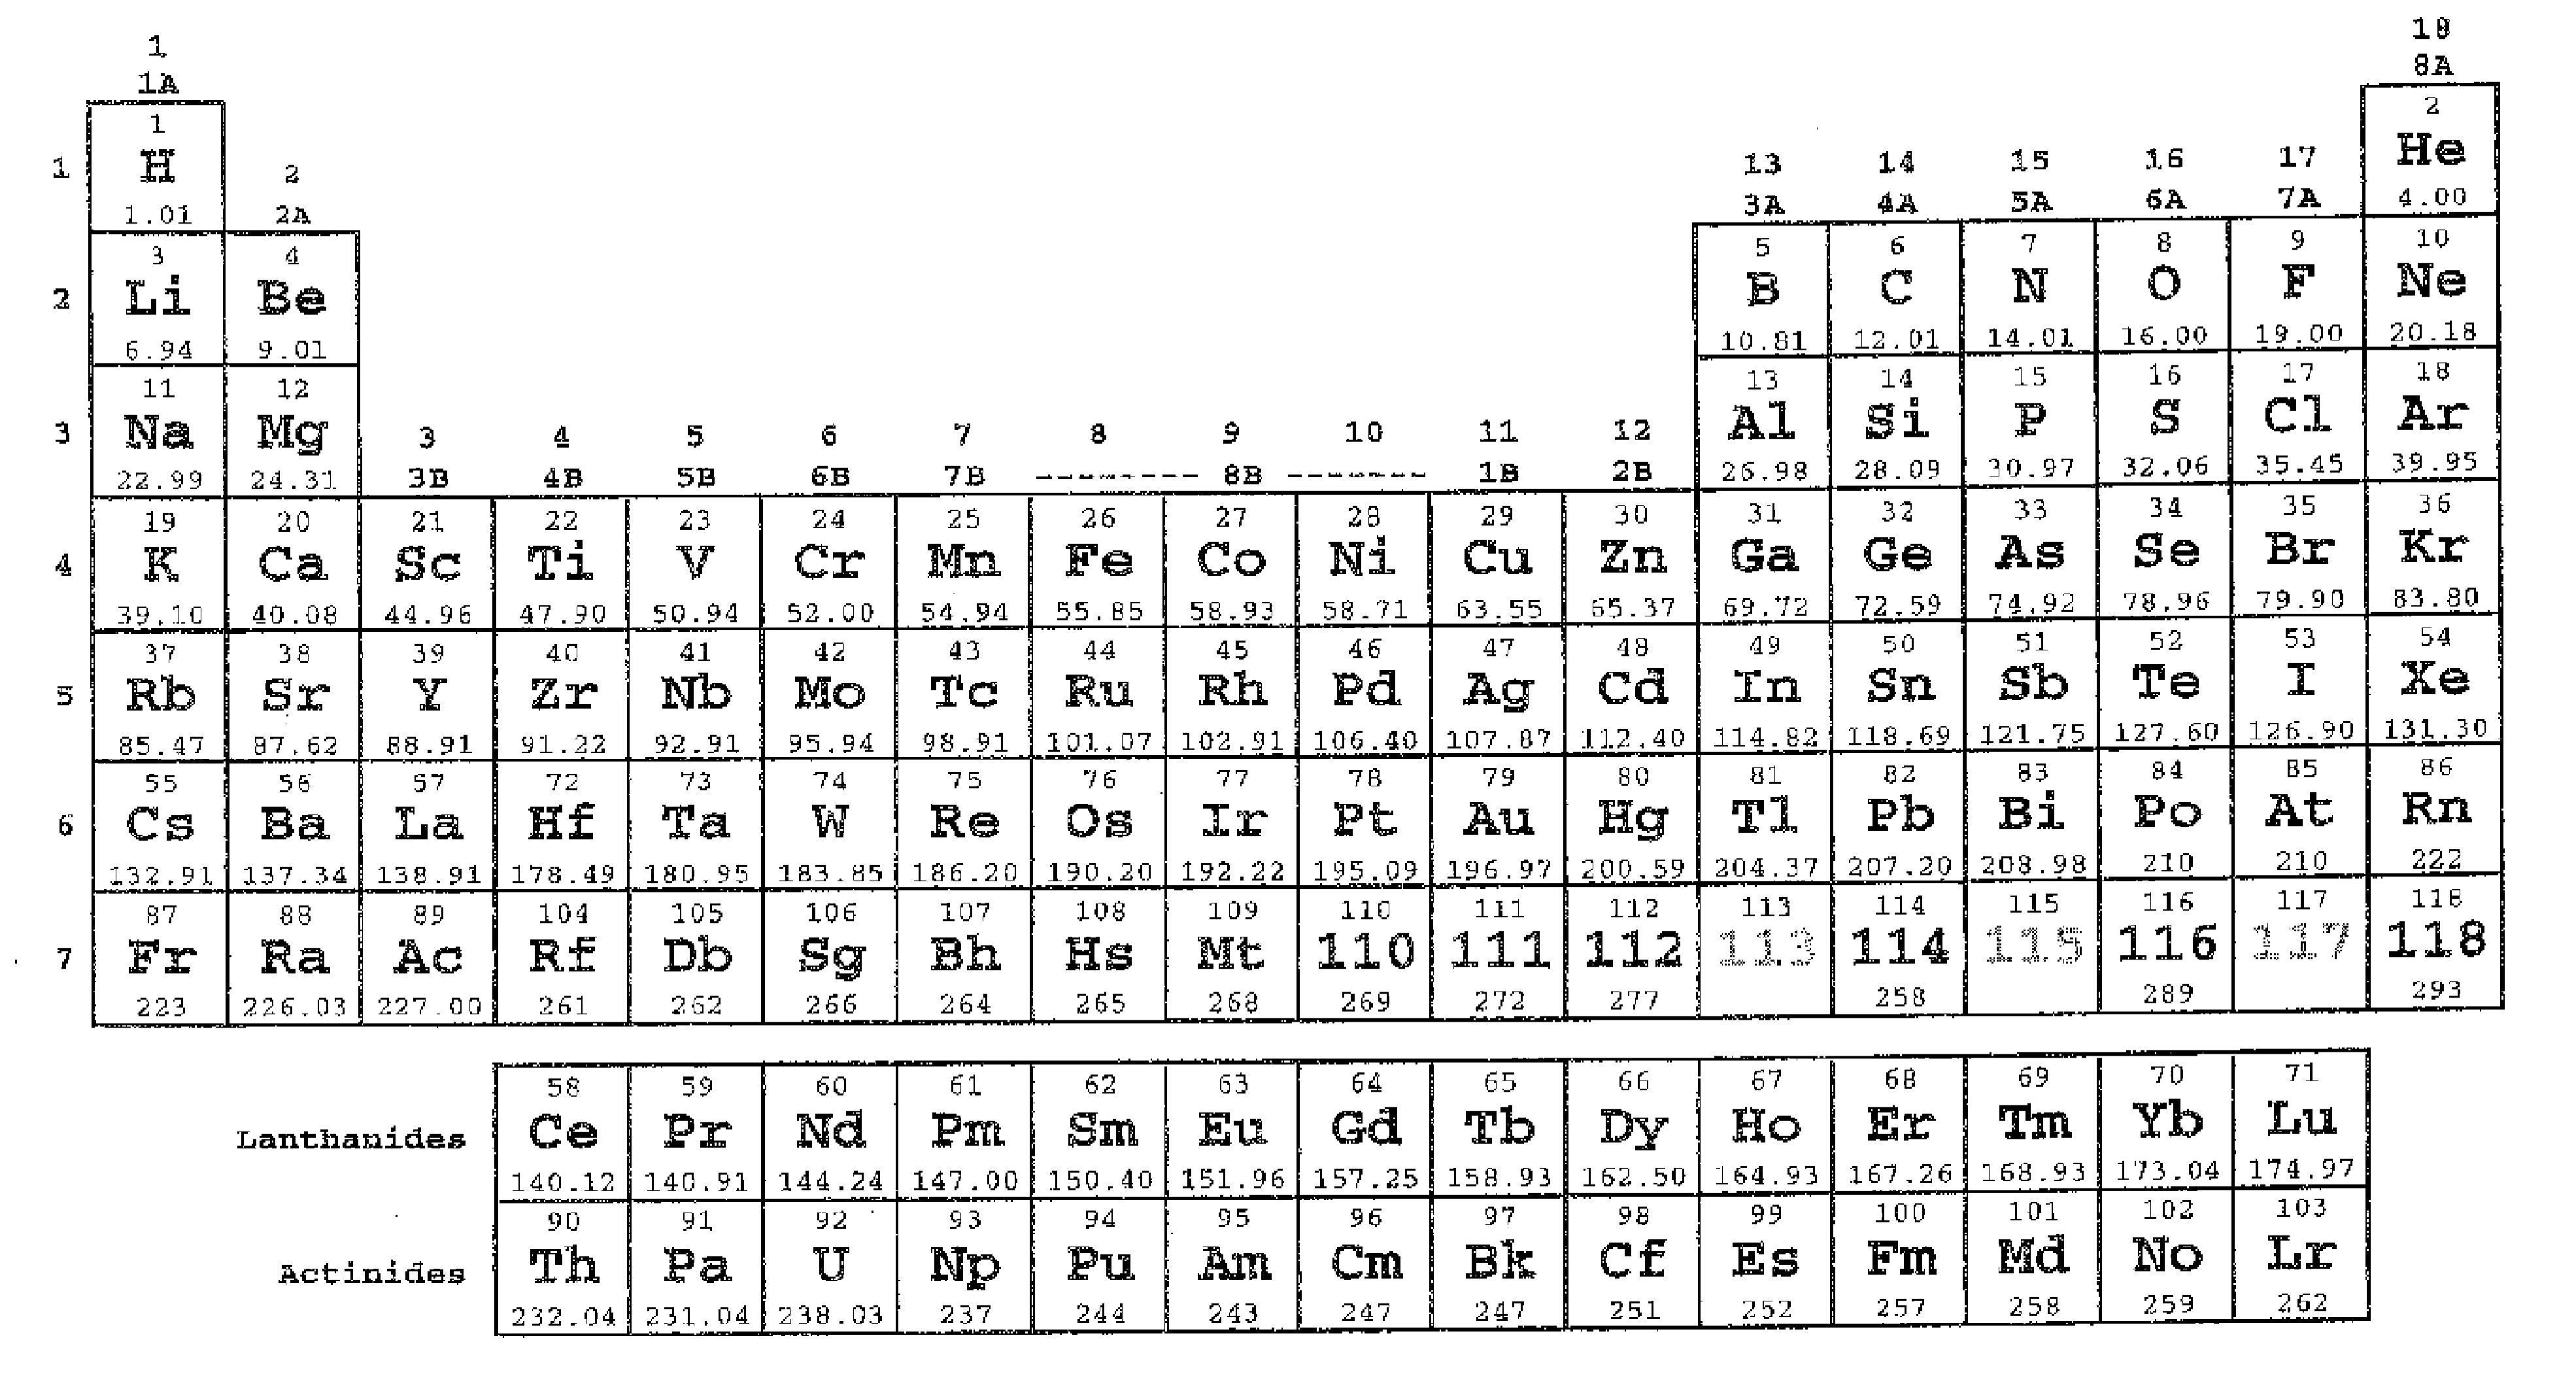 1 18
1A 8A
1 2
1 H 2 13 14 15 16 17 He
1.01 2A 3A 4A 5A 6A 7A 4.00
3 4 5 6 7 8 9 10
2 Li Be B C N O F Ne
6.94 9.01 10.81 12.01 14.01 16.00 19.00 20.18
11 12 13 14 15 16 17 18
3 Na Mg 3 4 5 6 7 8 9 10 11 12 Al Si P S Cl Ar
22.99 24.31 3B 4B 5B 6B 7B -------- 8B ------- 1B 2B 26.98 28.09 30.97 32.06 35.45 39.95
19 20 21 22 23 24 25 26 27 28 29 30 31 32 33 34 35 36
4 K Ca Sc Ti V Cr Mn Fe Co Ni Cu Zn Ga Ge As Se Br Kr
39.10 40.08 44.96 47.90 50.94 52.00 54.94 55.85 58.93 58.71 63.55 65.37 69.72 72.59 74.92 78.96 79.90 83.80
37 38 39 40 41 42 43 44 45 46 47 48 49 50 51 52 53 54
5 Rb Sr Y Zr Nb Mo Tc Ru Rh Pd Ag Cd In Sn Sb Te I Xe
85.47 87.62 88.91 91.22 92.91 95.94 98.91 101.07 102.91 106.40 107.87 112.40 114.82 118.69 121.75 127.60 126.90 131.30
55 56 57 72 73 74 75 76 77 78 79 80 81 82 83 84 85 86
6 Cs Ba La Hf Ta W Re Os Ir Pt Au Hg Tl Pb Bi Po At Rn
132.91 137.34 138.91 178.49 180.95 183.85 186.20 190.20 192.22 195.09 196.97 200.59 204.37 207.20 208.98 210 210 222
87 88 89 104 105 106 107 108 109 110 111 112 113 114 115 116 117 118
7 Fr Ra Ac Rf Db Sg Bh Hs Mt 110 111 112 113 114 115 116 117 118
223 226.03 227.00 261 262 266 264 265 268 269 272 277 258 289 293
58 59 60 61 62 63 64 65 66 67 68 69 70 71
Lanthanides Ce Pr Nd Pm Sm Eu Gd Tb Dy Ho Er Tm Yb Lu
140.12 140.91 144.24 147.00 150.40 151.96 157.25 158.93 162.50 164.93 167.26 168.93 173.04 174.97
90 91 92 93 94 95 96 97 98 99 100 101 102 103
Actinides Th Pa U Np Pu Am Cm Bk Cf Es Fm Md No Lr
232.04 231.04 238.03 237 244 243 247 247 251 252 257 258 259 262